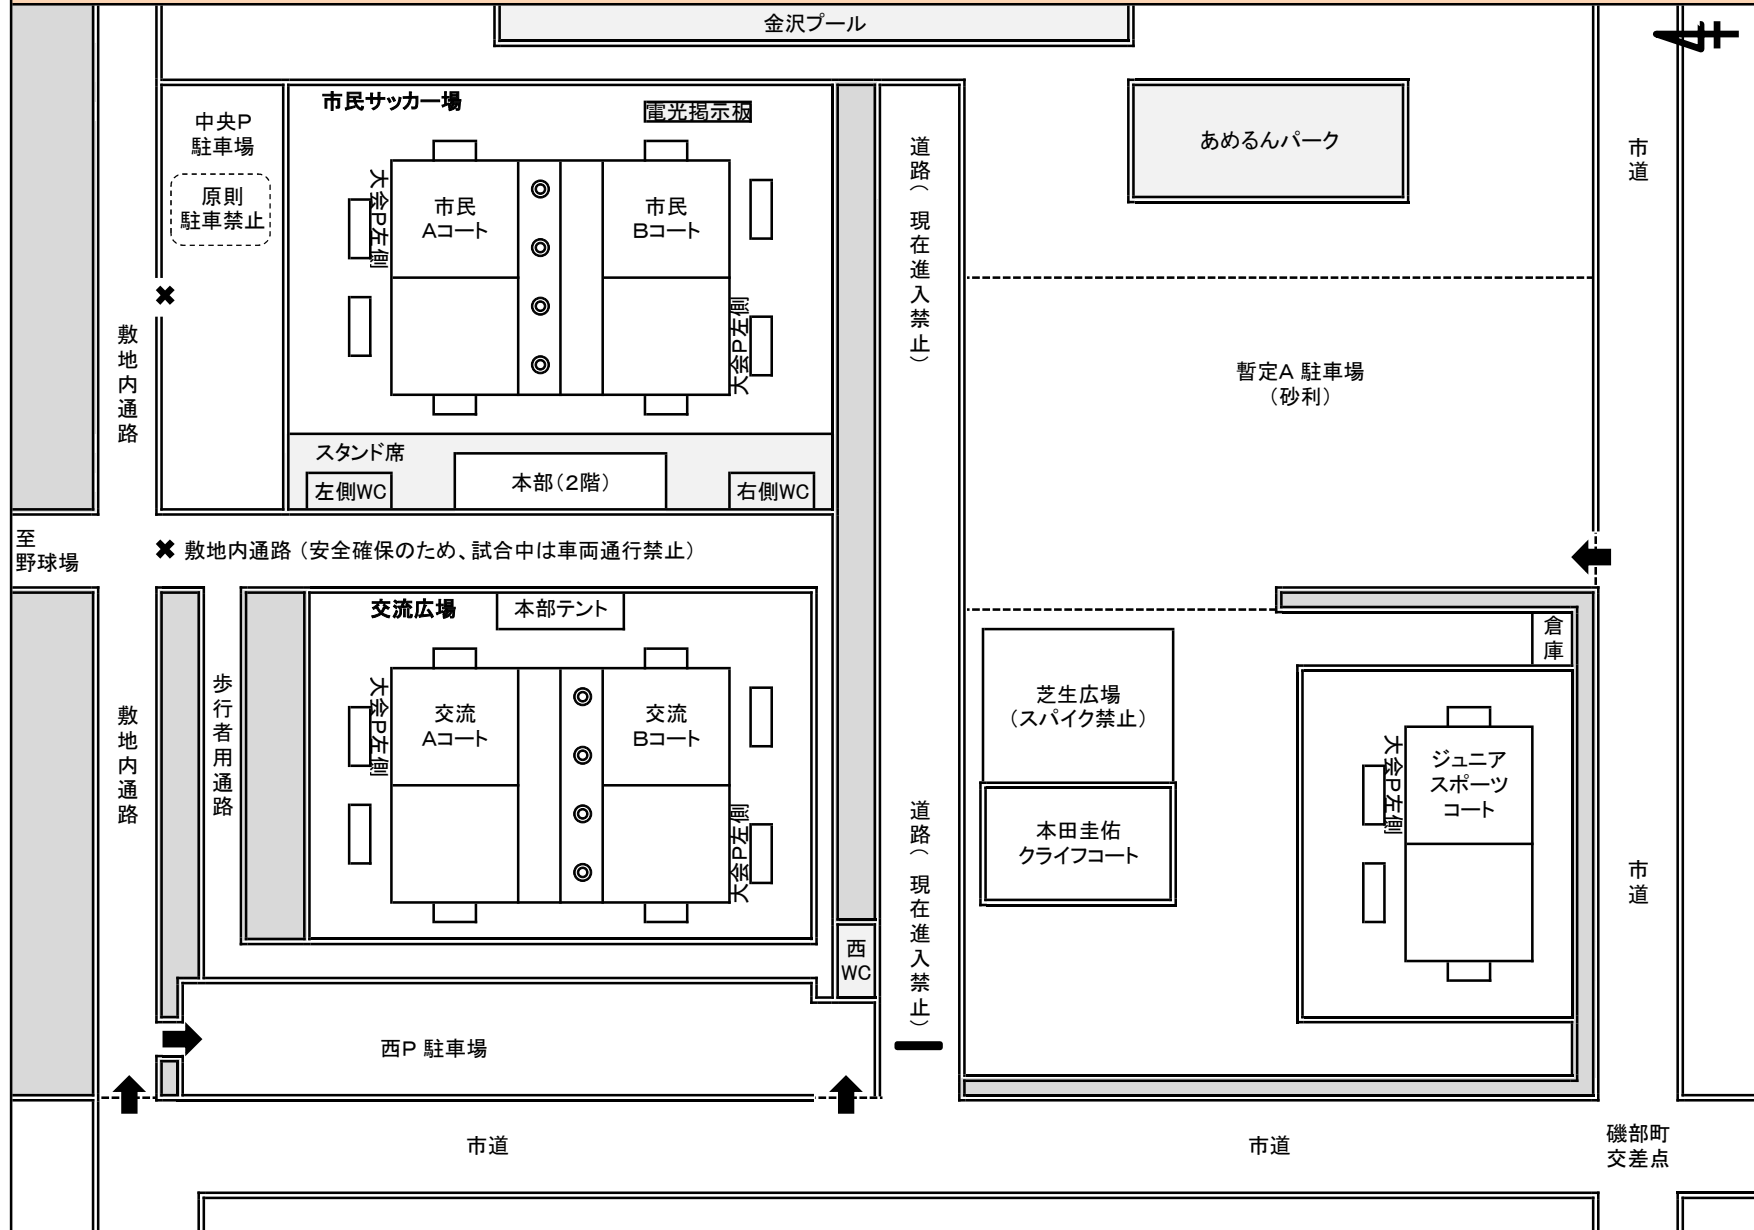 金沢プール
市民サッカー場
電光掲示板
中央P
駐車場
原則
駐車禁止
大会P左側
市民
Aコート
市民
Bコート
大会P左側
道路(現在進入禁止)
あめるんパーク
市道
敷地内通路
暫定A 駐車場
(砂利)
スタンド席
左側WC
本部(2階)
右側WC
至
野球場
✖ 敷地内通路 (安全確保のため、試合中は車両通行禁止)
交流広場
本部テント
倉庫
敷地内通路
歩行者用通路
大会P左側
交流
Aコート
交流
Bコート
大会P左側
芝生広場
(スパイク禁止)
大会P左側
ジュニア
スポーツ
コート
本田圭佑
クライフコート
道路(現在進入禁止)
市道
西
WC
西P 駐車場
市道
市道
磯部町
交差点